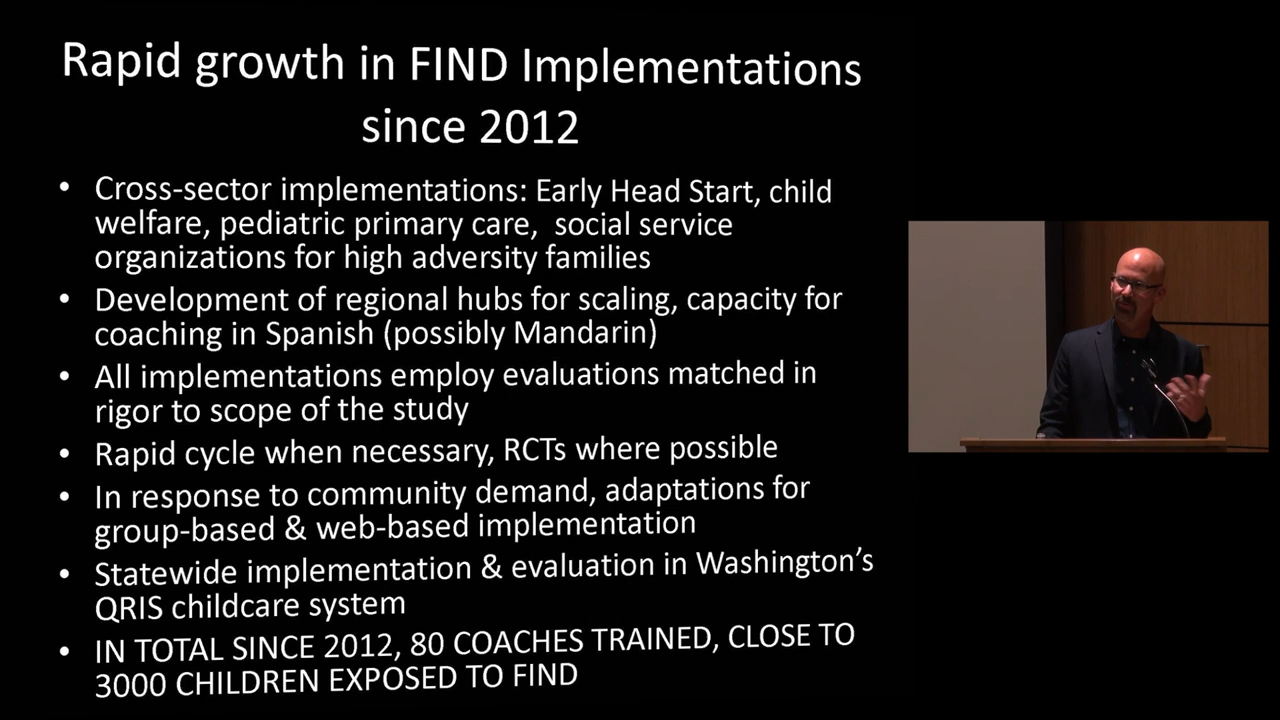 Rapid growth in FIND Implementations
since 2012
• Cross-sector implementations: Early Head Start, child
welfare, pediatric primary care, social service
organizations for high adversity families
• Development of regional hubs for scaling, capacity for
coaching in Spanish (possibly Mandarin)
• All implementations employ evaluations matched in
rigor to scope of the study
• Rapid cycle when necessary, RCTs where possible
• In response to community demand, adaptations for
group-based & web-based implementation
• Statewide implementation & evaluation in Washington's
QRIS childcare system
• IN TOTAL SINCE 2012, 80 COACHES TRAINED, CLOSE TO
3000 CHILDREN EXPOSED TO FIND